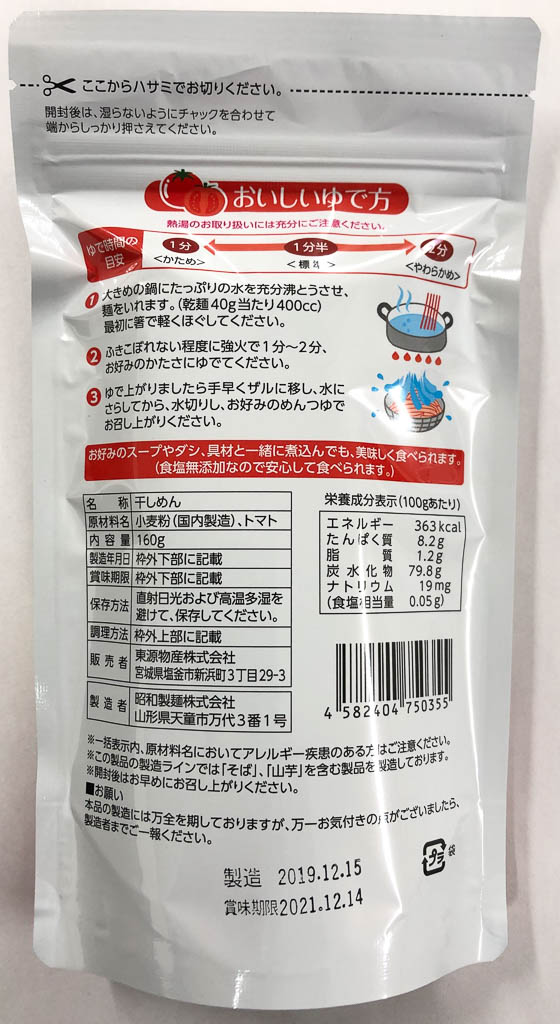 ここからハサミでお切りください。
開封後は、湿らないようにチャックを合わせて
端からしっかり押さえてください。
おいしいゆで方
熱湯のお取り扱いには充分にご注意ください。
ゆで時間の
目安
1分
<かため>
1分半
<標準>
2分
<やわらかめ>
1 大きめの鍋にたっぷりの水を充分沸とうさせ、
麺をいれます。(乾麺40g当たり400cc)
最初に箸で軽くほぐしてください。
2 ふきこぼれない程度に強火で1分～2分、
お好みのかたさにゆでてください。
3 ゆで上がりましたら手早くザルに移し、水に
さらしてから、水切りし、お好みのめんつゆで
お召し上がりください。
お好みのスープやダシ、具材と一緒に煮込んでも、美味しく食べられます。
(食塩無添加なので安心して食べられます。)
名称 干しめん
原材料名 小麦粉(国内製造)、トマト
内容量 160g
製造年月日 枠外下部に記載
賞味期限 枠外下部に記載
保存方法 直射日光および高温多湿を
避けて、保存してください。
調理方法 枠外上部に記載
販売者 東源物産株式会社
宮城県塩釜市新浜町3丁目29-3
製造者 昭和製麺株式会社
山形県天童市万代3番1号
栄養成分表示(100gあたり)
エネルギー 363kcal
たんぱく質 8.2g
脂質 1.2g
炭水化物 79.8g
ナトリウム 19mg
(食塩相当量 0.05g)
4 582404 750355
※一括表示内、原材料名においてアレルギー疾患のある方はご注意ください。
※この製品の製造ラインでは「そば」、「山芋」を含む製品を製造しております。
※開封後はお早めにお召し上がりください。
■お願い
本品の製造には万全を期しておりますが、万一お気付きの点がございましたら、
製造者までご一報ください。
製造 2019.12.15
賞味期限2021.12.14
プラ
袋